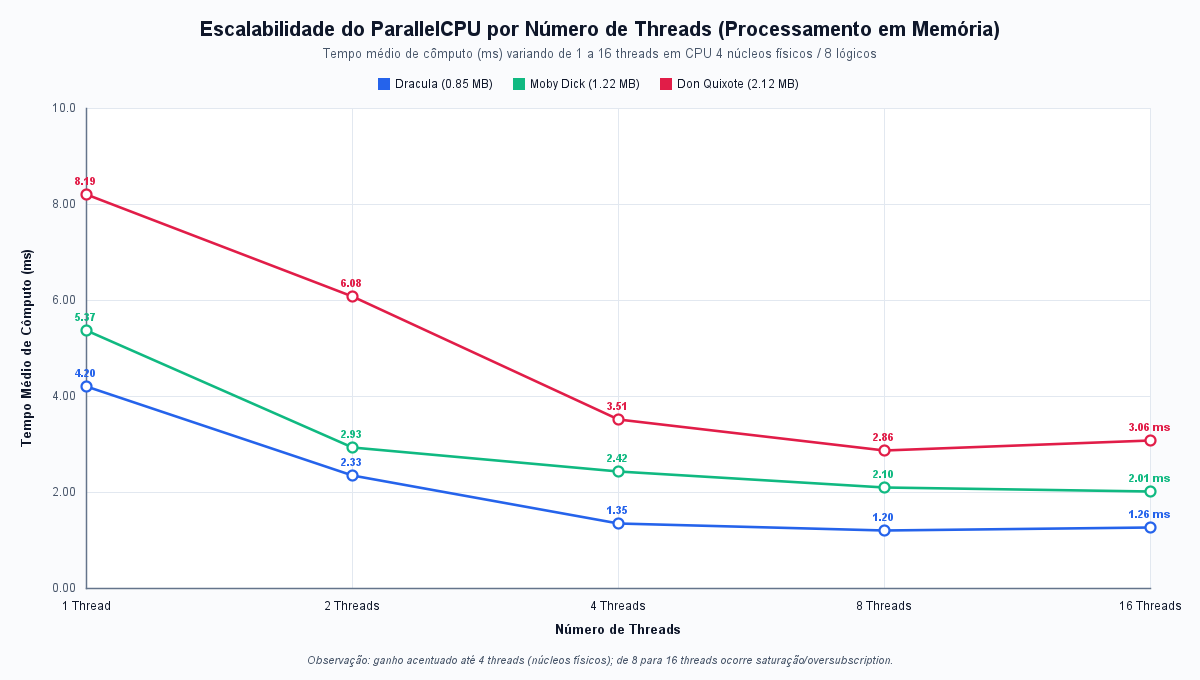 Escalabilidade do ParallelCPU por Número de Threads (Processamento em Memória)
Tempo médio de cômputo (ms) variando de 1 a 16 threads em CPU 4 núcleos físicos / 8 lógicos
Dracula (0.85 MB) Moby Dick (1.22 MB) Don Quixote (2.12 MB)
Tempo Médio de Cômputo (ms)
10.0
8.00
6.00
4.00
2.00
0.00
8.19
6.08
3.51
2.86
3.06 ms
5.37
2.93
2.42
2.10
2.01 ms
4.20
2.33
1.35
1.20
1.26 ms
1 Thread 2 Threads 4 Threads 8 Threads 16 Threads
Número de Threads
Observação: ganho acentuado até 4 threads (núcleos físicos); de 8 para 16 threads ocorre saturação/oversubscription.